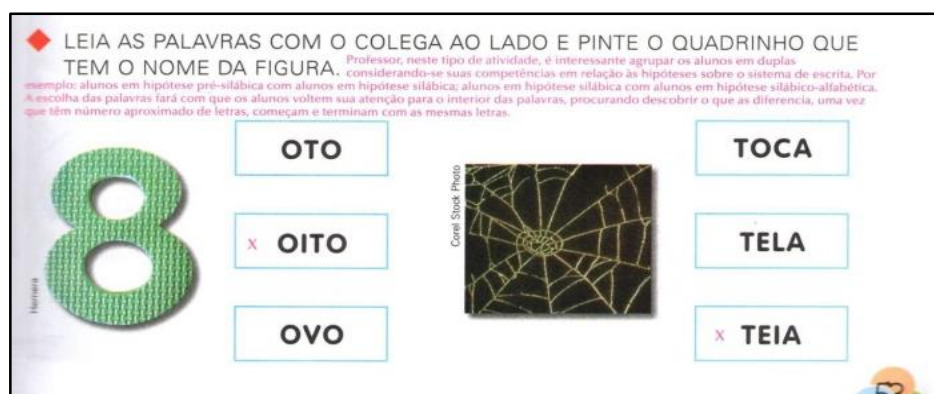 LEIA AS PALAVRAS COM O COLEGA AO LADO E PINTE O QUADRINHO QUE
TEM O NOME DA FIGURA. Professor, neste tipo de atividade, é interessante agrupar os alunos em duplas
considerando-se suas competências em relação às hipóteses sobre o sistema de escrita. Por
exemplo: alunos em hipótese pré-silábica com alunos em hipótese silábica; alunos em hipótese silábica com alunos em hipótese silábico-alfabética.
A escolha das palavras fará com que os alunos voltem sua atenção para o interior das palavras, procurando descobrir o que as diferencia, uma vez
que têm número aproximado de letras, começam e terminam com as mesmas letras.
8
Hemera
OTO
x OITO
OVO
Corel Stock Photo
TOCA
TELA
x TEIA
53